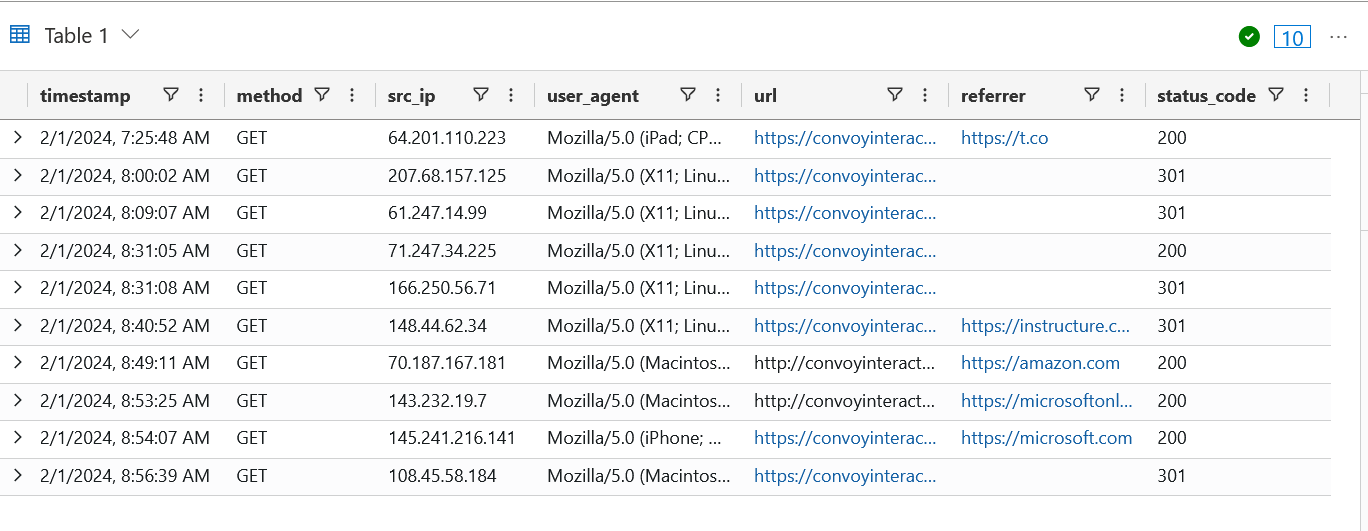 Table 1 10 ...
timestamp method src_ip user_agent url referrer status_code
2/1/2024, 7:25:48 AM GET 64.201.110.223 Mozilla/5.0 (iPad; CP... https://convoyinterac... https://t.co 200
2/1/2024, 8:00:02 AM GET 207.68.157.125 Mozilla/5.0 (X11; Linu... https://convoyinterac... 301
2/1/2024, 8:09:07 AM GET 61.247.14.99 Mozilla/5.0 (X11; Linu... https://convoyinterac... 301
2/1/2024, 8:31:05 AM GET 71.247.34.225 Mozilla/5.0 (X11; Linu... https://convoyinterac... 200
2/1/2024, 8:31:08 AM GET 166.250.56.71 Mozilla/5.0 (X11; Linu... https://convoyinterac... 301
2/1/2024, 8:40:52 AM GET 148.44.62.34 Mozilla/5.0 (X11; Linu... https://convoyinterac... https://instructure.c... 301
2/1/2024, 8:49:11 AM GET 70.187.167.181 Mozilla/5.0 (Macintos... http://convoyinteract... https://amazon.com 200
2/1/2024, 8:53:25 AM GET 143.232.19.7 Mozilla/5.0 (Macintos... http://convoyinteract... https://microsoftonl... 200
2/1/2024, 8:54:07 AM GET 145.241.216.141 Mozilla/5.0 (iPhone; ... https://convoyinterac... https://microsoft.com 200
2/1/2024, 8:56:39 AM GET 108.45.58.184 Mozilla/5.0 (Macintos... https://convoyinterac... 301